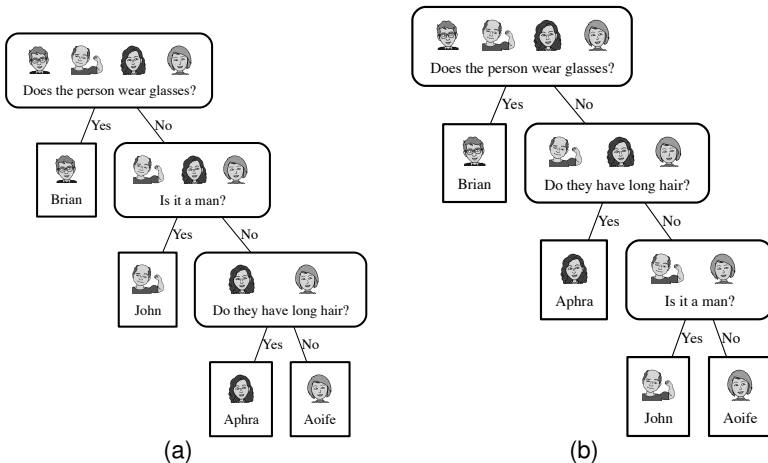 Does the person wear glasses?
Yes
No
Brian
Is it a man?
Yes
No
John
Do they have long hair?
Yes
No
Aphra
Aoife
(a)
Does the person wear glasses?
Yes
No
Brian
Do they have long hair?
Yes
No
Aphra
Is it a man?
Yes
No
John
Aoife
(b)